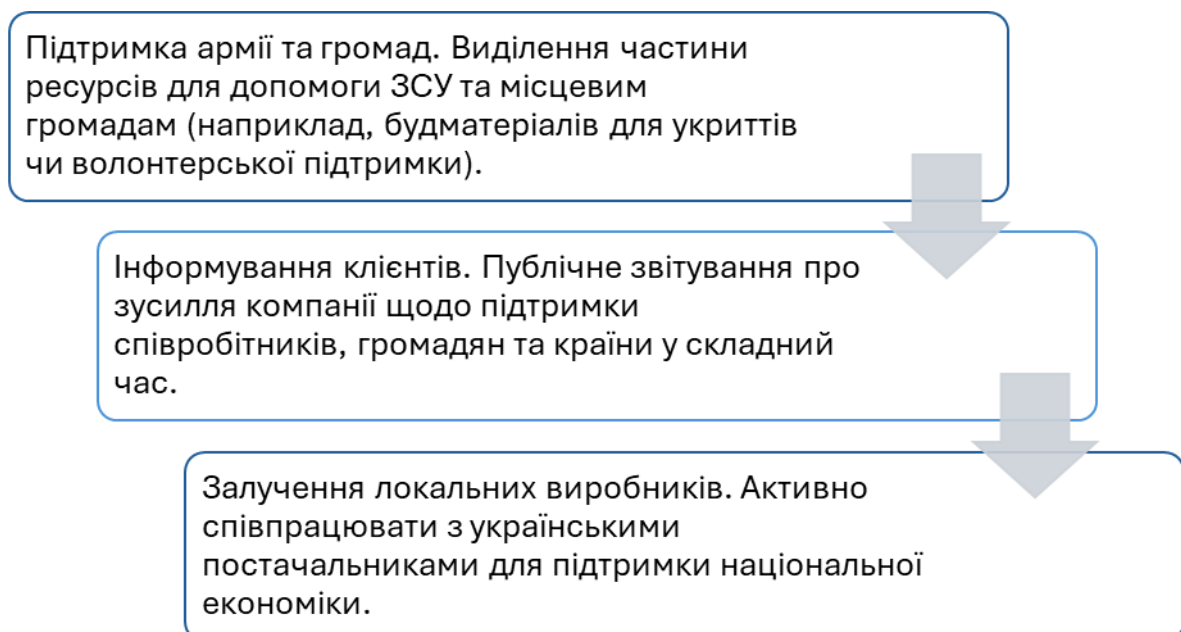 Підтримка армії та громад. Виділення частини
ресурсів для допомоги ЗСУ та місцевим
громадам (наприклад, будматеріалів для укриттів
чи волонтерської підтримки).
Інформування клієнтів. Публічне звітування про
зусилля компанії щодо підтримки
співробітників, громадян та країни у складний
час.
Залучення локальних виробників. Активно
співпрацювати з українськими
постачальниками для підтримки національної
економіки.